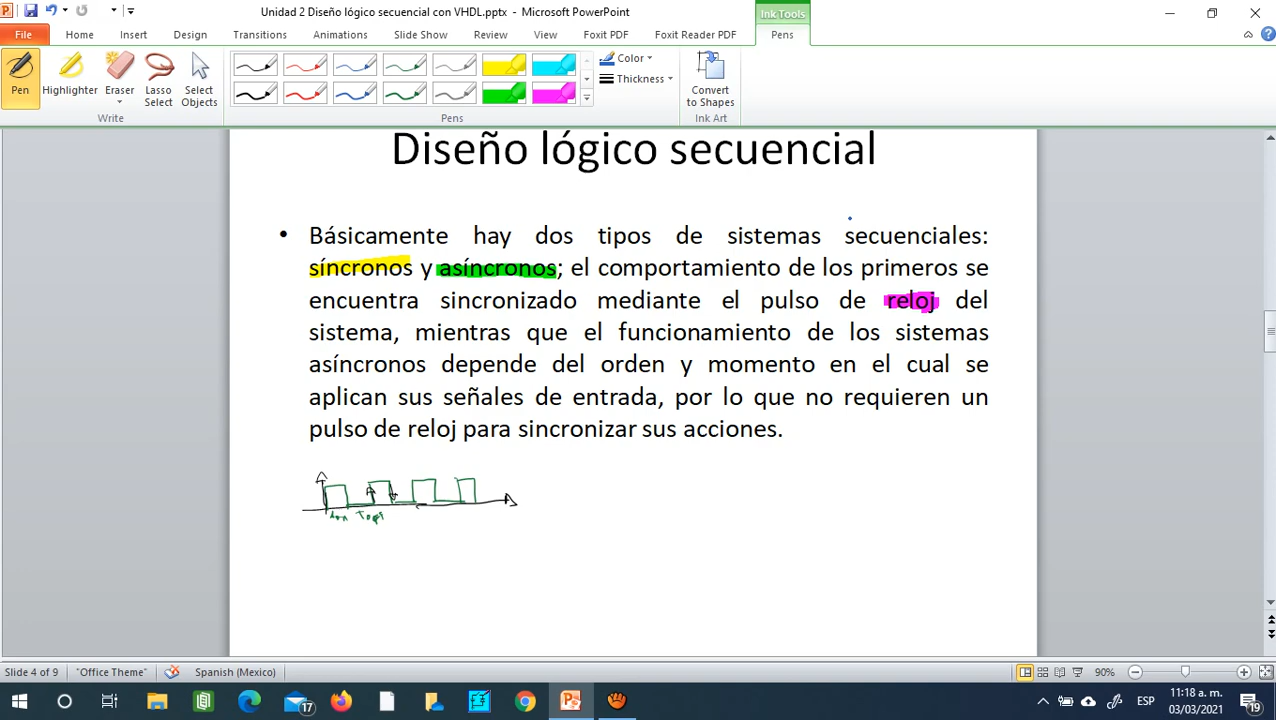 Unidad 2 Diseño lógico secuencial con VHDL.pptx - Microsoft PowerPoint
Ink Tools
File Home Insert Design Transitions Animations Slide Show Review View Foxit PDF Foxit Reader PDF Pens
Pen Highlighter Eraser Lasso Select Select Objects
Color
Thickness
Convert to Shapes
Write Pens Ink Art
Diseño lógico secuencial
• Básicamente hay dos tipos de sistemas secuenciales:
síncronos y asíncronos; el comportamiento de los primeros se
encuentra sincronizado mediante el pulso de reloj del
sistema, mientras que el funcionamiento de los sistemas
asíncronos depende del orden y momento en el cual se
aplican sus señales de entrada, por lo que no requieren un
pulso de reloj para sincronizar sus acciones.
Slide 4 of 9 "Office Theme" Spanish (Mexico) 90%
17 ESP 11:18 a. m. 19
03/03/2021